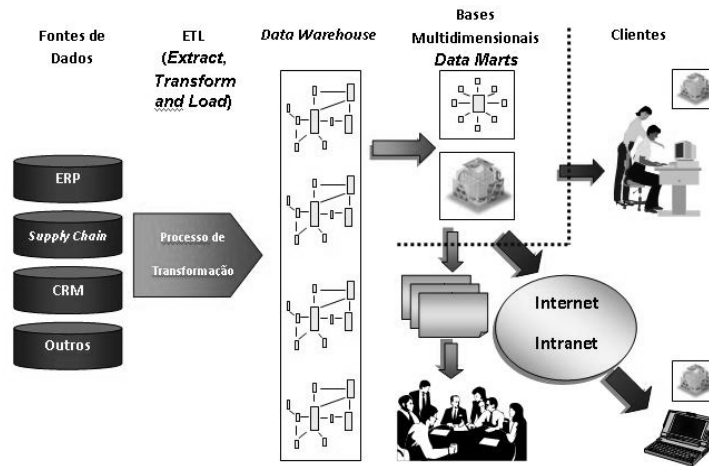 Fontes de
Dados
ETL
(Extract,
Transform
and Load)
Data Warehouse
Bases
Multidimensionais
Data Marts
Clientes
ERP
Supply Chain
CRM
Outros
Processo de
Transformação
Internet
Intranet